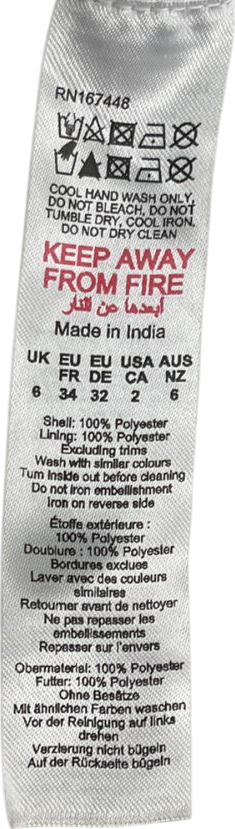 RN167448
COOL HAND WASH ONLY,
DO NOT BLEACH, DO NOT
TUMBLE DRY, COOL IRON.
DO NOT DRY CLEAN
KEEP AWAY
FROM FIRE
أبعدها عن النار
Made in India
UK EU EU USA AUS
FR DE CA NZ
6 34 32 2 6
Shell: 100% Polyester
Lining: 100% Polyester
Excluding trims
Wash with similar colours
Turn inside out before cleaning
Do not iron embellishment
Iron on reverse side
Étoffe extérieure :
100% Polyester
Doublure : 100% Polyester
Bordures exclues
Laver avec des couleurs
similaires
Retourner avant de nettoyer
Ne pas repasser les
embellissements
Repasser sur l'envers
Obermaterial: 100% Polyester
Futter: 100% Polyester
Ohne Besätze
Mit ähnlichen Farben waschen
Vor der Reinigung auf links
drehen
Verzierung nicht bügeln
Auf der Rückseite bügeln